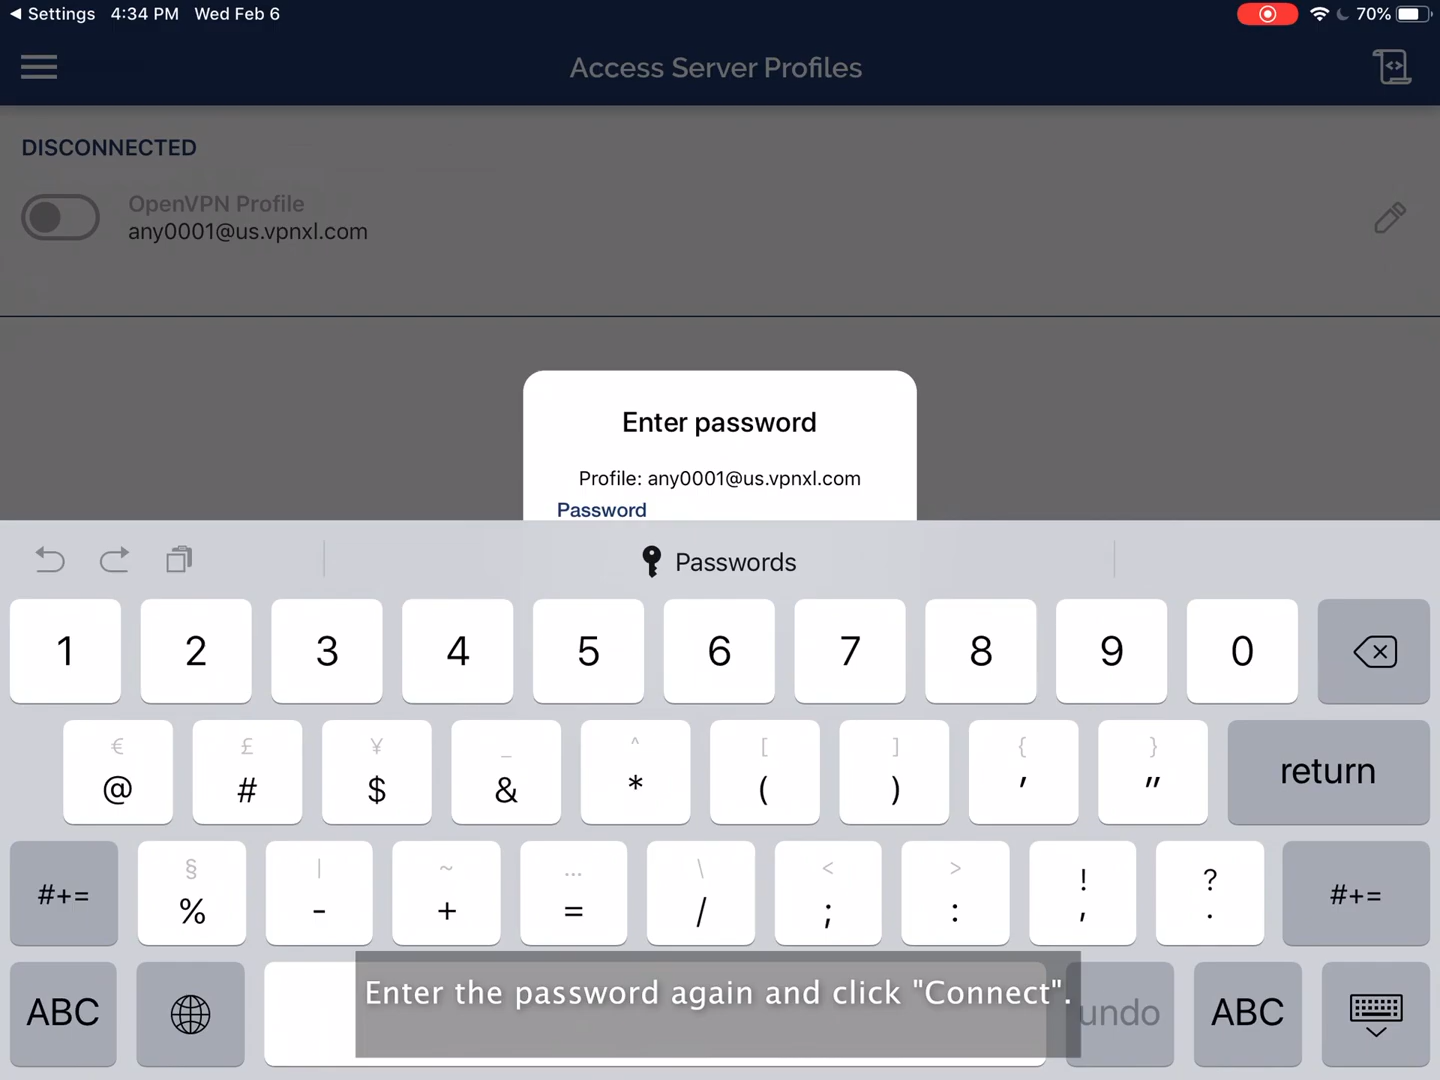 ◀ Settings 4:34 PM Wed Feb 6 70%
Access Server Profiles
DISCONNECTED
OpenVPN Profile
any0001@us.vpnxl.com
Enter password
Profile: any0001@us.vpnxl.com
Password
Passwords
1 2 3 4 5 6 7 8 9 0
€ £ ¥ _ ^ [ ] { }
@ # $ & * ( ) ' " return
§ | ~ … \ < > ! ?
#+= % - + = / ; : , . #+=
ABC undo ABC
Enter the password again and click "Connect".